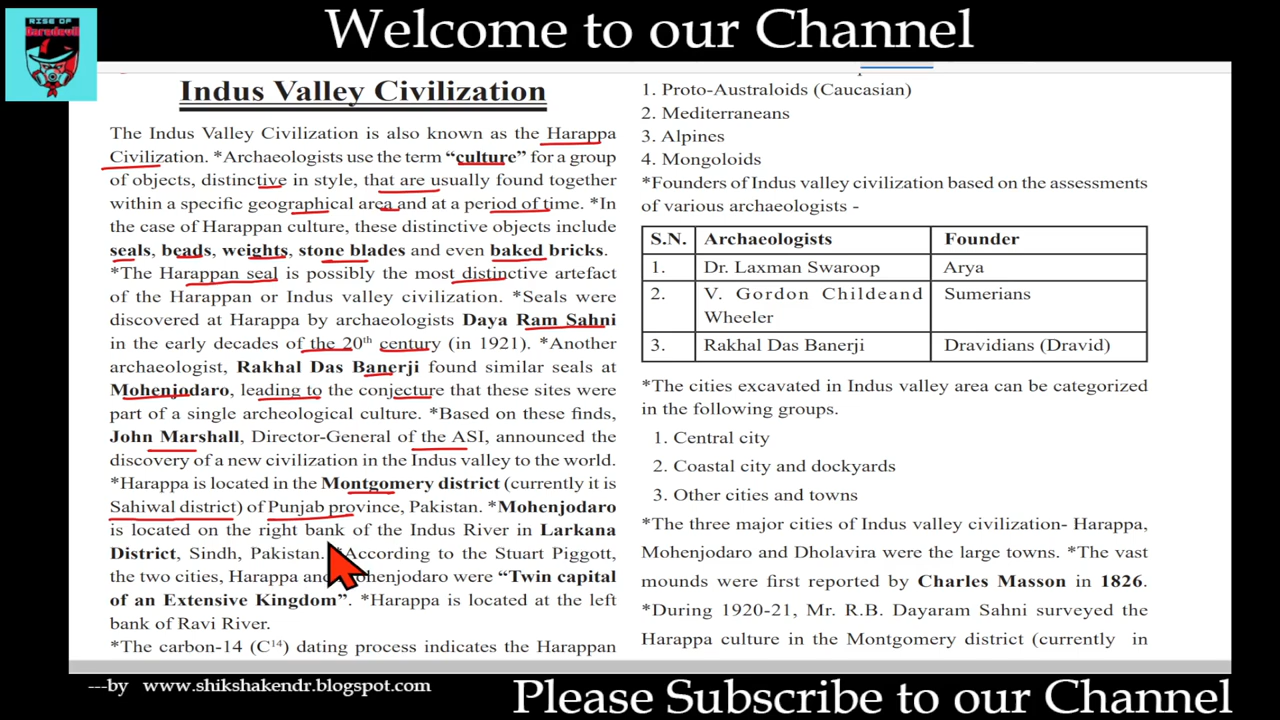 RISE OF
Daredevil
Welcome to our Channel
Indus Valley Civilization
The Indus Valley Civilization is also known as the Harappa
Civilization. *Archaeologists use the term “culture” for a group
of objects, distinctive in style, that are usually found together
within a specific geographical area and at a period of time. *In
the case of Harappan culture, these distinctive objects include
seals, beads, weights, stone blades and even baked bricks.
*The Harappan seal is possibly the most distinctive artefact
of the Harappan or Indus valley civilization. *Seals were
discovered at Harappa by archaeologists Daya Ram Sahni
in the early decades of the 20th century (in 1921). *Another
archaeologist, Rakhal Das Banerji found similar seals at
Mohenjodaro, leading to the conjecture that these sites were
part of a single archeological culture. *Based on these finds,
John Marshall, Director-General of the ASI, announced the
discovery of a new civilization in the Indus valley to the world.
*Harappa is located in the Montgomery district (currently it is
Sahiwal district) of Punjab province, Pakistan. *Mohenjodaro
is located on the right bank of the Indus River in Larkana
District, Sindh, Pakistan. *According to the Stuart Piggott,
the two cities, Harappa and Mohenjodaro were “Twin capital
of an Extensive Kingdom”. *Harappa is located at the left
bank of Ravi River.
*The carbon-14 (C14) dating process indicates the Harappan
1. Proto-Australoids (Caucasian)
2. Mediterraneans
3. Alpines
4. Mongoloids
*Founders of Indus valley civilization based on the assessments
of various archaeologists -
S.N. Archaeologists Founder
1. Dr. Laxman Swaroop Arya
2. V. Gordon Childeand Sumerians
Wheeler
3. Rakhal Das Banerji Dravidians (Dravid)
*The cities excavated in Indus valley area can be categorized
in the following groups.
1. Central city
2. Coastal city and dockyards
3. Other cities and towns
*The three major cities of Indus valley civilization- Harappa,
Mohenjodaro and Dholavira were the large towns. *The vast
mounds were first reported by Charles Masson in 1826.
*During 1920-21, Mr. R.B. Dayaram Sahni surveyed the
Harappa culture in the Montgomery district (currently in
---by www.shikshakendr.blogspot.com
Please Subscribe to our Channel